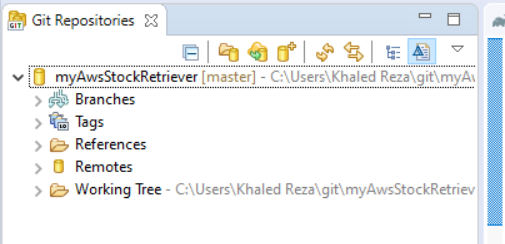 Git Repositories
myAwsStockRetriever [master] - C:\Users\Khaled Reza\git\myAw
Branches
Tags
References
Remotes
Working Tree - C:\Users\Khaled Reza\git\myAwsStockRetriev